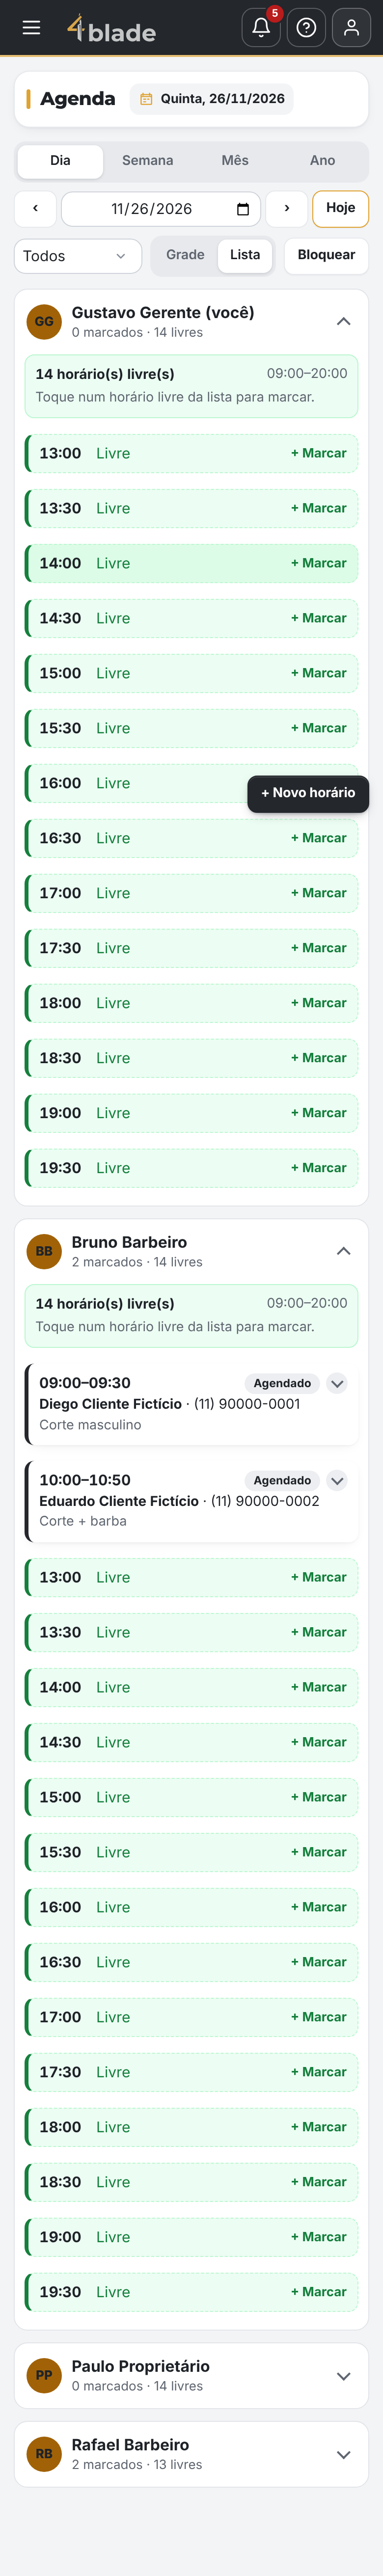 4blade
5
Agenda
Quinta, 26/11/2026
Dia Semana Mês Ano
‹ 11/26/2026 › Hoje
Todos Grade Lista Bloquear
GG Gustavo Gerente (você)
0 marcados · 14 livres
14 horário(s) livre(s) 09:00–20:00
Toque num horário livre da lista para marcar.
13:00 Livre + Marcar
13:30 Livre + Marcar
14:00 Livre + Marcar
14:30 Livre + Marcar
15:00 Livre + Marcar
15:30 Livre + Marcar
16:00 Livre
+ Novo horário
16:30 Livre + Marcar
17:00 Livre + Marcar
17:30 Livre + Marcar
18:00 Livre + Marcar
18:30 Livre + Marcar
19:00 Livre + Marcar
19:30 Livre + Marcar
BB Bruno Barbeiro
2 marcados · 14 livres
14 horário(s) livre(s) 09:00–20:00
Toque num horário livre da lista para marcar.
09:00–09:30 Agendado
Diego Cliente Fictício · (11) 90000-0001
Corte masculino
10:00–10:50 Agendado
Eduardo Cliente Fictício · (11) 90000-0002
Corte + barba
13:00 Livre + Marcar
13:30 Livre + Marcar
14:00 Livre + Marcar
14:30 Livre + Marcar
15:00 Livre + Marcar
15:30 Livre + Marcar
16:00 Livre + Marcar
16:30 Livre + Marcar
17:00 Livre + Marcar
17:30 Livre + Marcar
18:00 Livre + Marcar
18:30 Livre + Marcar
19:00 Livre + Marcar
19:30 Livre + Marcar
PP Paulo Proprietário
0 marcados · 14 livres
RB Rafael Barbeiro
2 marcados · 13 livres